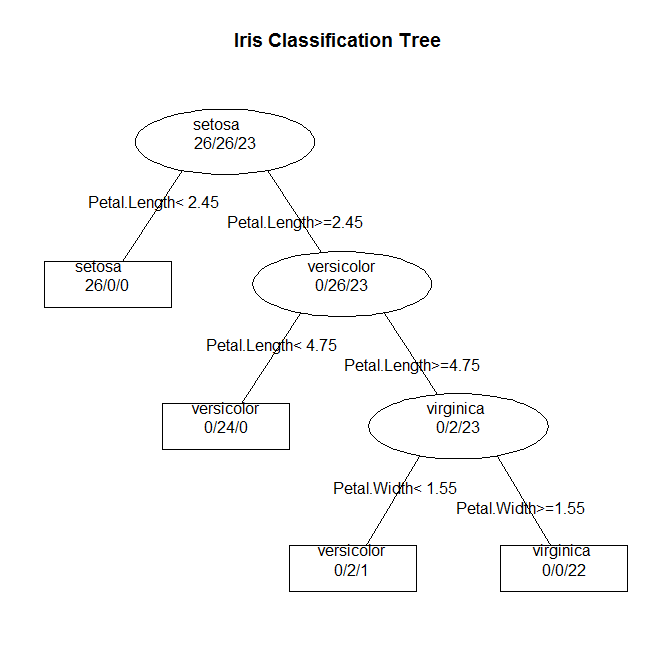 Iris Classification Tree
setosa
26/26/23
Petal.Length< 2.45
Petal.Length>=2.45
setosa
26/0/0
versicolor
0/26/23
Petal.Length< 4.75
Petal.Length>=4.75
versicolor
0/24/0
virginica
0/2/23
Petal.Width< 1.55
Petal.Width>=1.55
versicolor
0/2/1
virginica
0/0/22